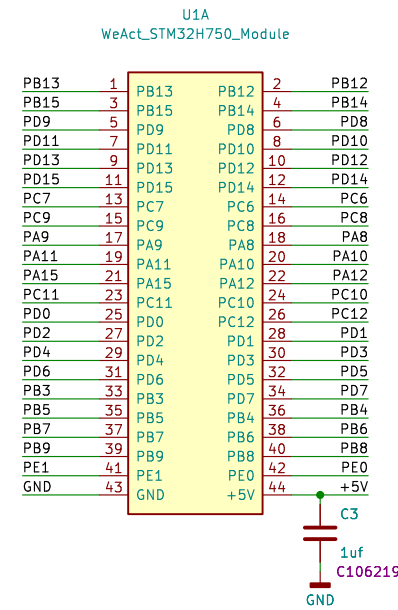 U1A
WeAct_STM32H750_Module
PB13 1 PB13 PB12 2 PB12
PB15 3 PB15 PB14 4 PB14
PD9 5 PD9 PD8 6 PD8
PD11 7 PD11 PD10 8 PD10
PD13 9 PD13 PD12 10 PD12
PD15 11 PD15 PD14 12 PD14
PC7 13 PC7 PC6 14 PC6
PC9 15 PC9 PC8 16 PC8
PA9 17 PA9 PA8 18 PA8
PA11 19 PA11 PA10 20 PA10
PA15 21 PA15 PA12 22 PA12
PC11 23 PC11 PC10 24 PC10
PD0 25 PD0 PC12 26 PC12
PD2 27 PD2 PD1 28 PD1
PD4 29 PD4 PD3 30 PD3
PD6 31 PD6 PD5 32 PD5
PB3 33 PB3 PD7 34 PD7
PB5 35 PB5 PB4 36 PB4
PB7 37 PB7 PB6 38 PB6
PB9 39 PB9 PB8 40 PB8
PE1 41 PE1 PE0 42 PE0
GND 43 GND +5V 44 +5V
C3
1uf
C106219
GND